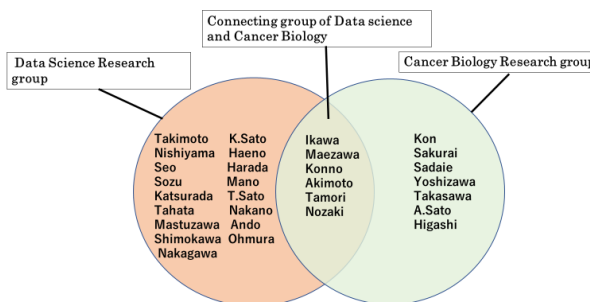 Connecting group of Data science
and Cancer Biology
Data Science Research
group
Cancer Biology Research group
Takimoto
Nishiyama
Seo
Sozu
Katsurada
Tahata
Mastuzawa
Shimokawa
Nakagawa
K.Sato
Haeno
Harada
Mano
T.Sato
Nakano
Ando
Ohmura
Ikawa
Maezawa
Konno
Akimoto
Tamori
Nozaki
Kon
Sakurai
Sadaie
Yoshizawa
Takasawa
A.Sato
Higashi